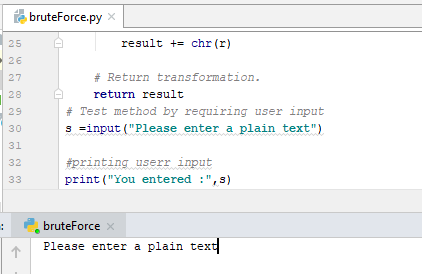 bruteForce.py
25 result += chr(r)
26
27 # Return transformation.
28 return result
29 # Test method by requiring user input
30 s =input("Please enter a plain text")
31
32 #printing userr input
33 print("You entered :",s)
bruteForce
Please enter a plain text